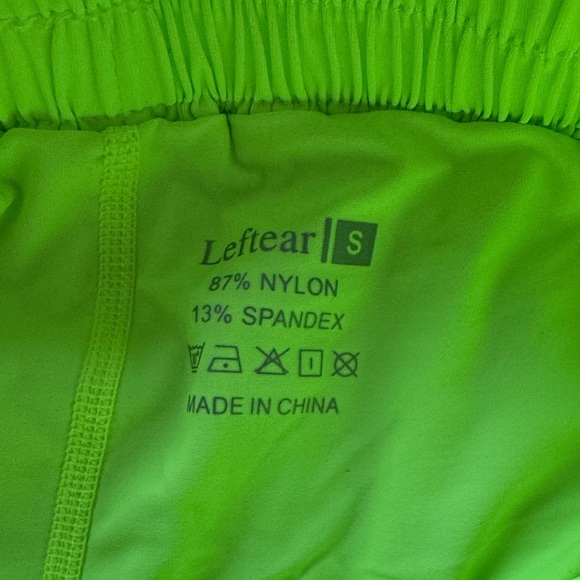 Leftear S
87% NYLON
13% SPANDEX
MADE IN CHINA